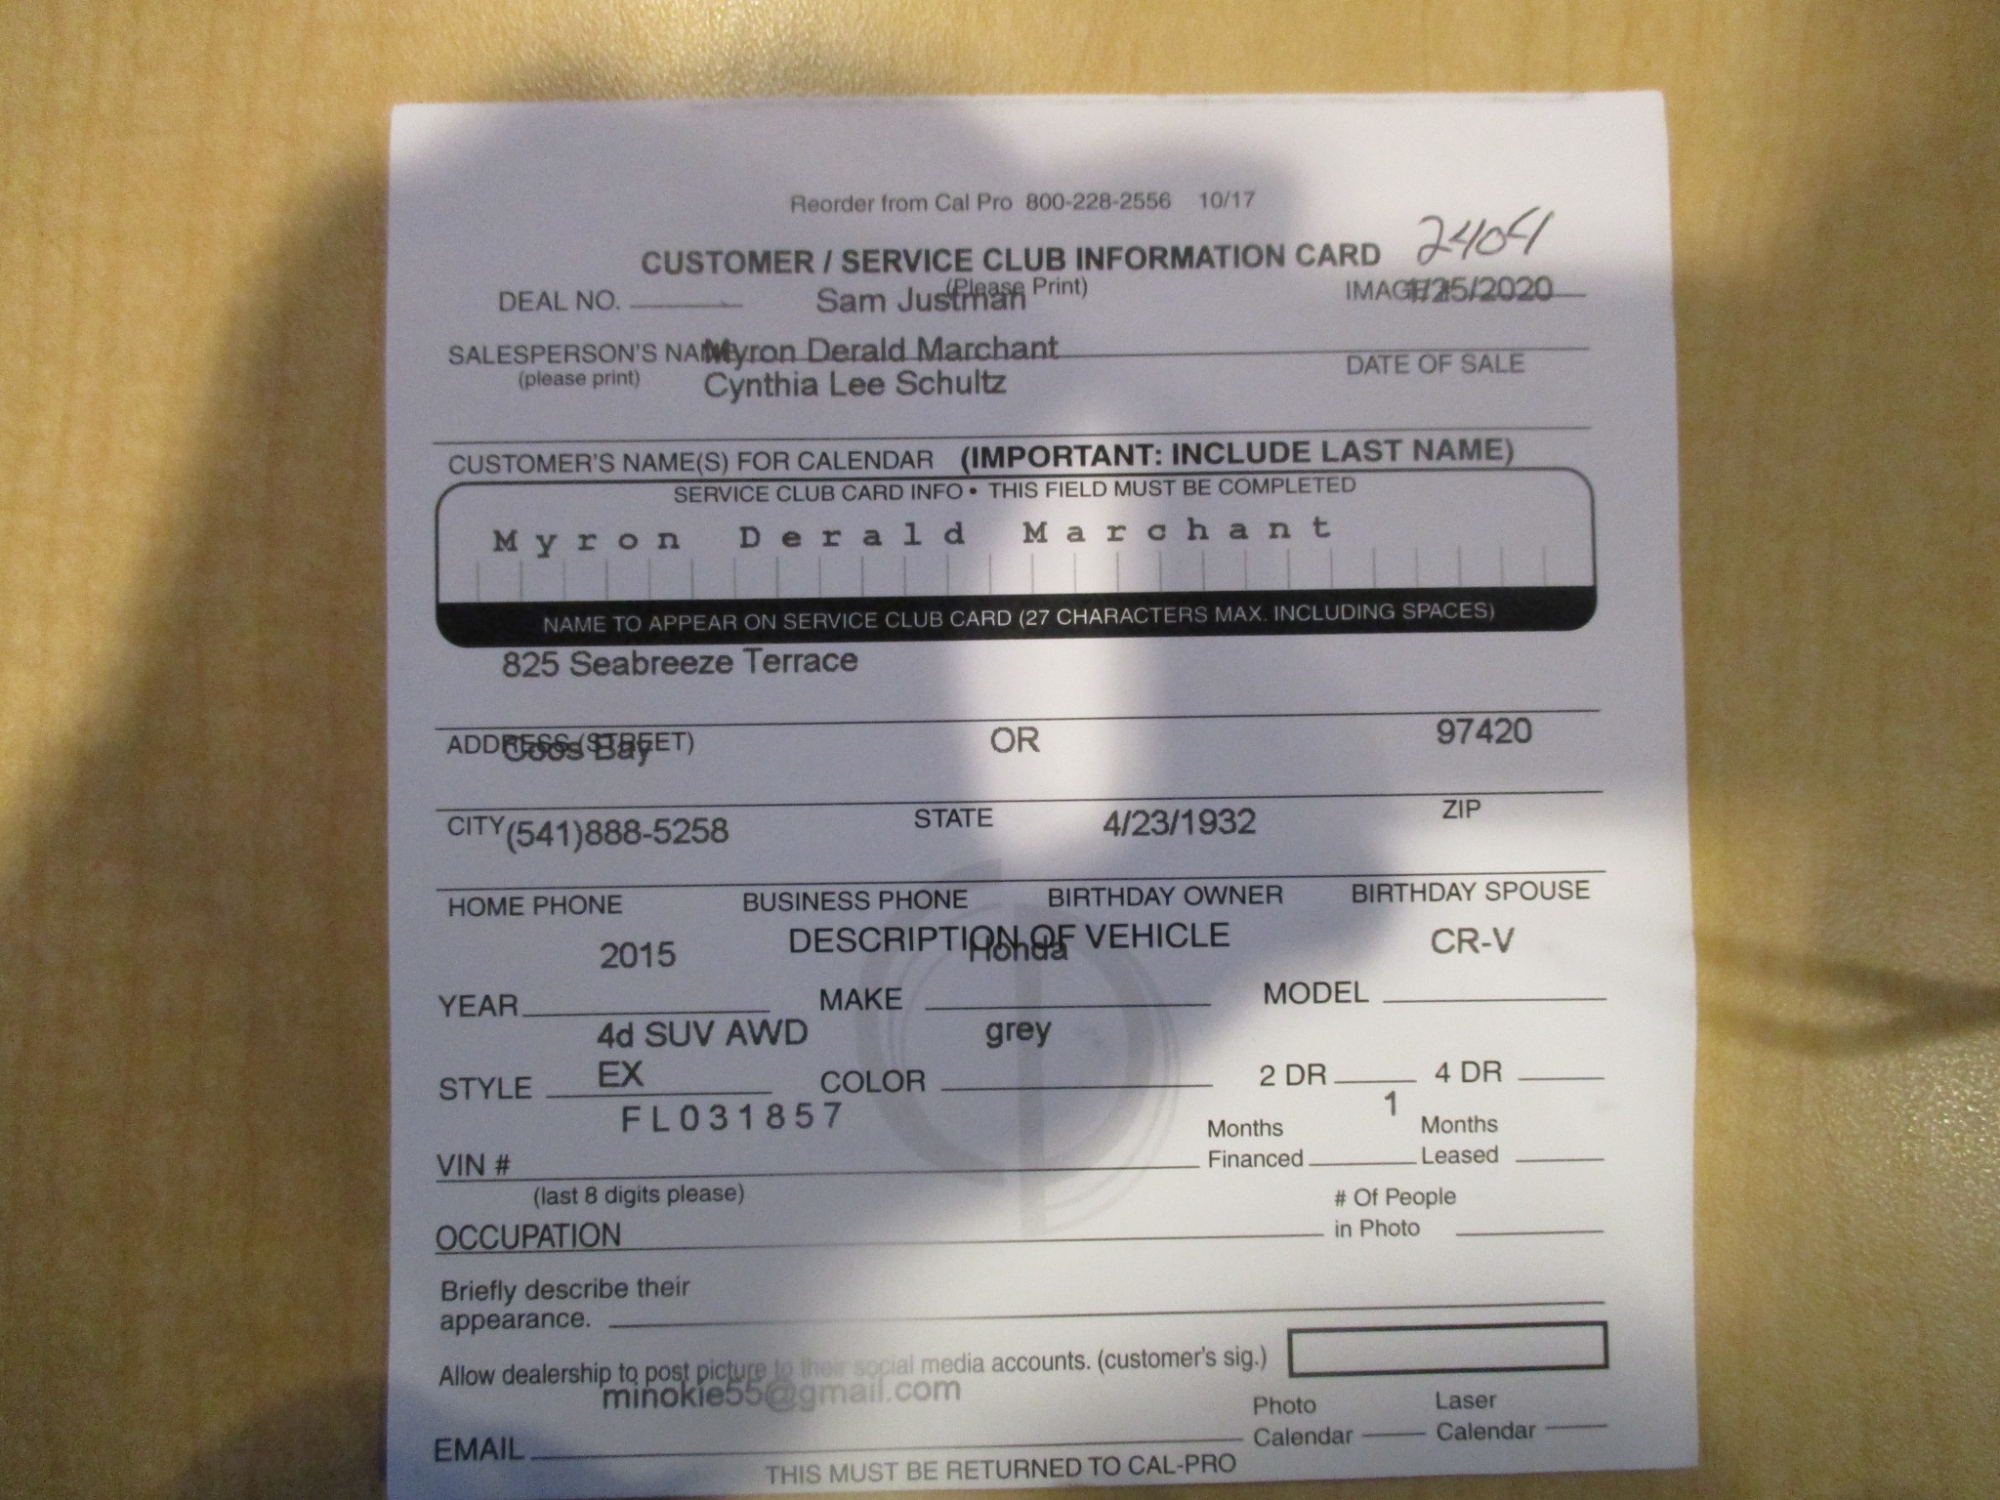 Reorder from Cal Pro 800-228-2556 10/17
2404
CUSTOMER / SERVICE CLUB INFORMATION CARD
(Please Print)
DEAL NO. Sam Justman IMAGE 1/25/2020
SALESPERSON'S NAME Myron Derald Marchant
(please print) Cynthia Lee Schultz DATE OF SALE
CUSTOMER'S NAME(S) FOR CALENDAR (IMPORTANT: INCLUDE LAST NAME)
SERVICE CLUB CARD INFO • THIS FIELD MUST BE COMPLETED
Myron Derald Marchant
NAME TO APPEAR ON SERVICE CLUB CARD (27 CHARACTERS MAX. INCLUDING SPACES)
825 Seabreeze Terrace
ADDRESS (STREET)
Coos Bay OR 97420
CITY STATE ZIP
(541)888-5258 4/23/1932
HOME PHONE BUSINESS PHONE BIRTHDAY OWNER BIRTHDAY SPOUSE
DESCRIPTION OF VEHICLE
2015 Honda CR-V
YEAR MAKE MODEL
4d SUV AWD grey
EX
STYLE COLOR 2 DR 4 DR
FL031857 1
VIN # Months Financed Months Leased
(last 8 digits please)
OCCUPATION # Of People in Photo
Briefly describe their
appearance.
Allow dealership to post picture to their social media accounts. (customer's sig.)
minokie55@gmail.com
EMAIL Photo Calendar Laser Calendar
THIS MUST BE RETURNED TO CAL-PRO